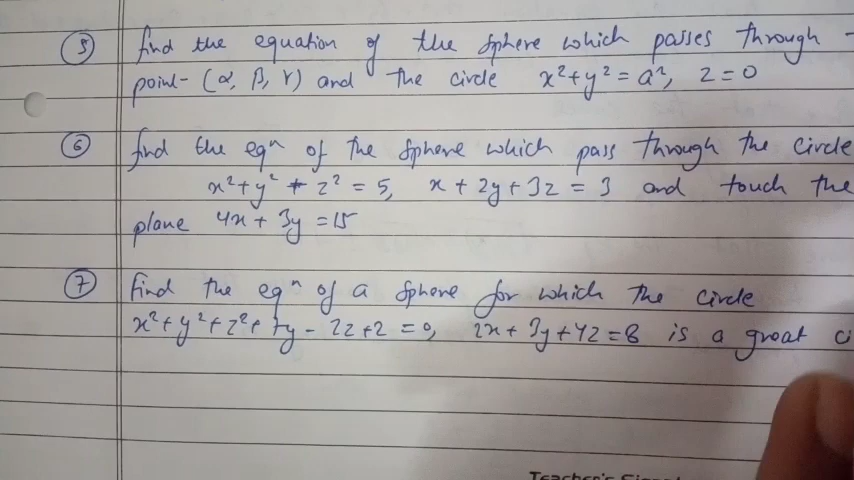 5 find the equation of the sphere which passes through -
point- (α, β, γ) and the circle x² + y² = a², z = 0
6 find the eqⁿ of the sphere which pass through the circle
x² + y² + z² = 5, x + 2y + 3z = 3 and touch the
plane 4x + 3y = 15
7 find the eqⁿ of a sphere for which the circle
x² + y² + z² + 7y - 2z + 2 = 0, 2x + 3y + 4z = 8 is a great ci